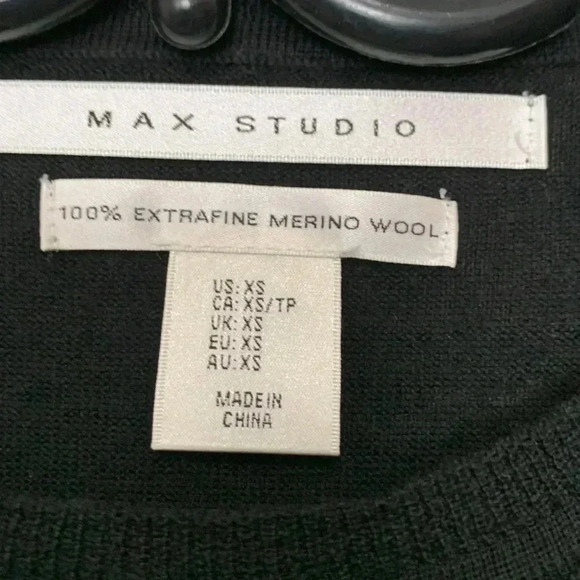 MAX STUDIO
100% EXTRAFINE MERINO WOOL
US: XS
CA: XS/TP
UK: XS
EU: XS
AU: XS
MADE IN
CHINA